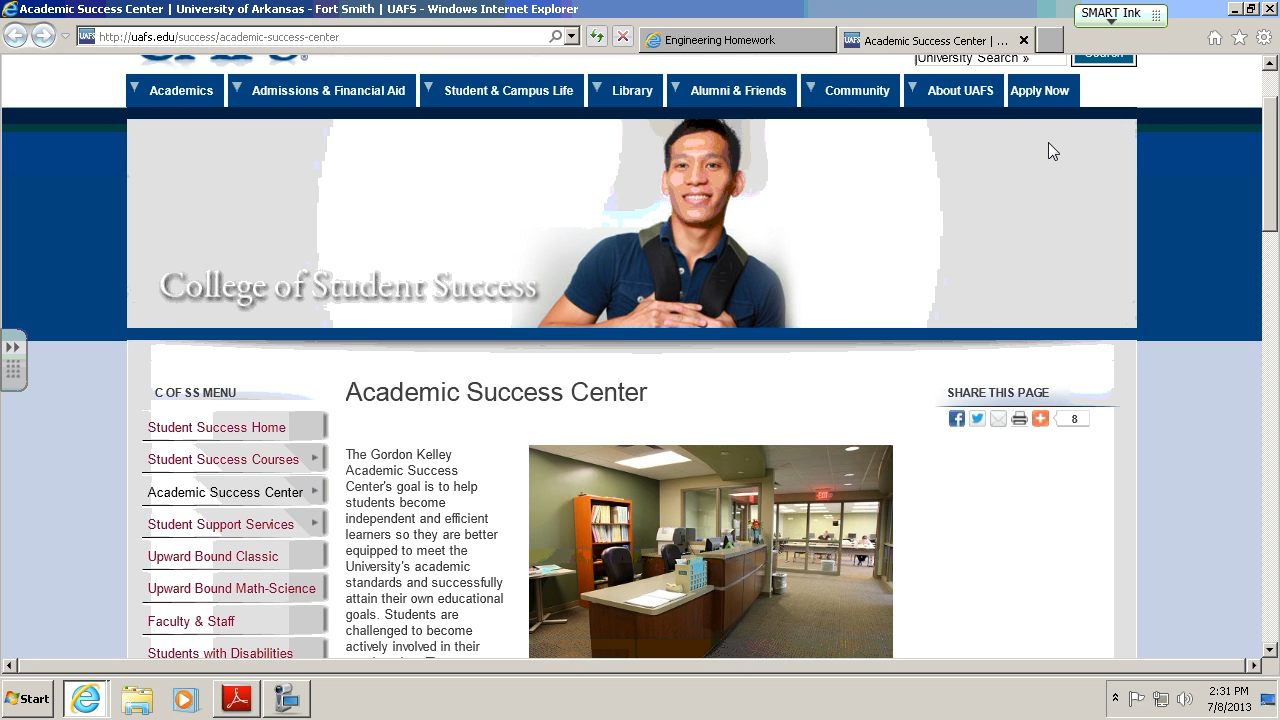 Academic Success Center | University of Arkansas - Fort Smith | UAFS - Windows Internet Explorer
SMART Ink
UAFS http://uafs.edu/success/academic-success-center
Engineering Homework
UAFS Academic Success Center | ...
University Search »
Search
Academics
Admissions & Financial Aid
Student & Campus Life
Library
Alumni & Friends
Community
About UAFS
Apply Now
College of Student Success
C OF SS MENU
Student Success Home
Student Success Courses
Academic Success Center
Student Support Services
Upward Bound Classic
Upward Bound Math-Science
Faculty & Staff
Students with Disabilities
Academic Success Center
The Gordon Kelley
Academic Success
Center's goal is to help
students become
independent and efficient
learners so they are better
equipped to meet the
University's academic
standards and successfully
attain their own educational
goals. Students are
challenged to become
actively involved in their
EXIT
SHARE THIS PAGE
8
Start
2:31 PM
7/8/2013